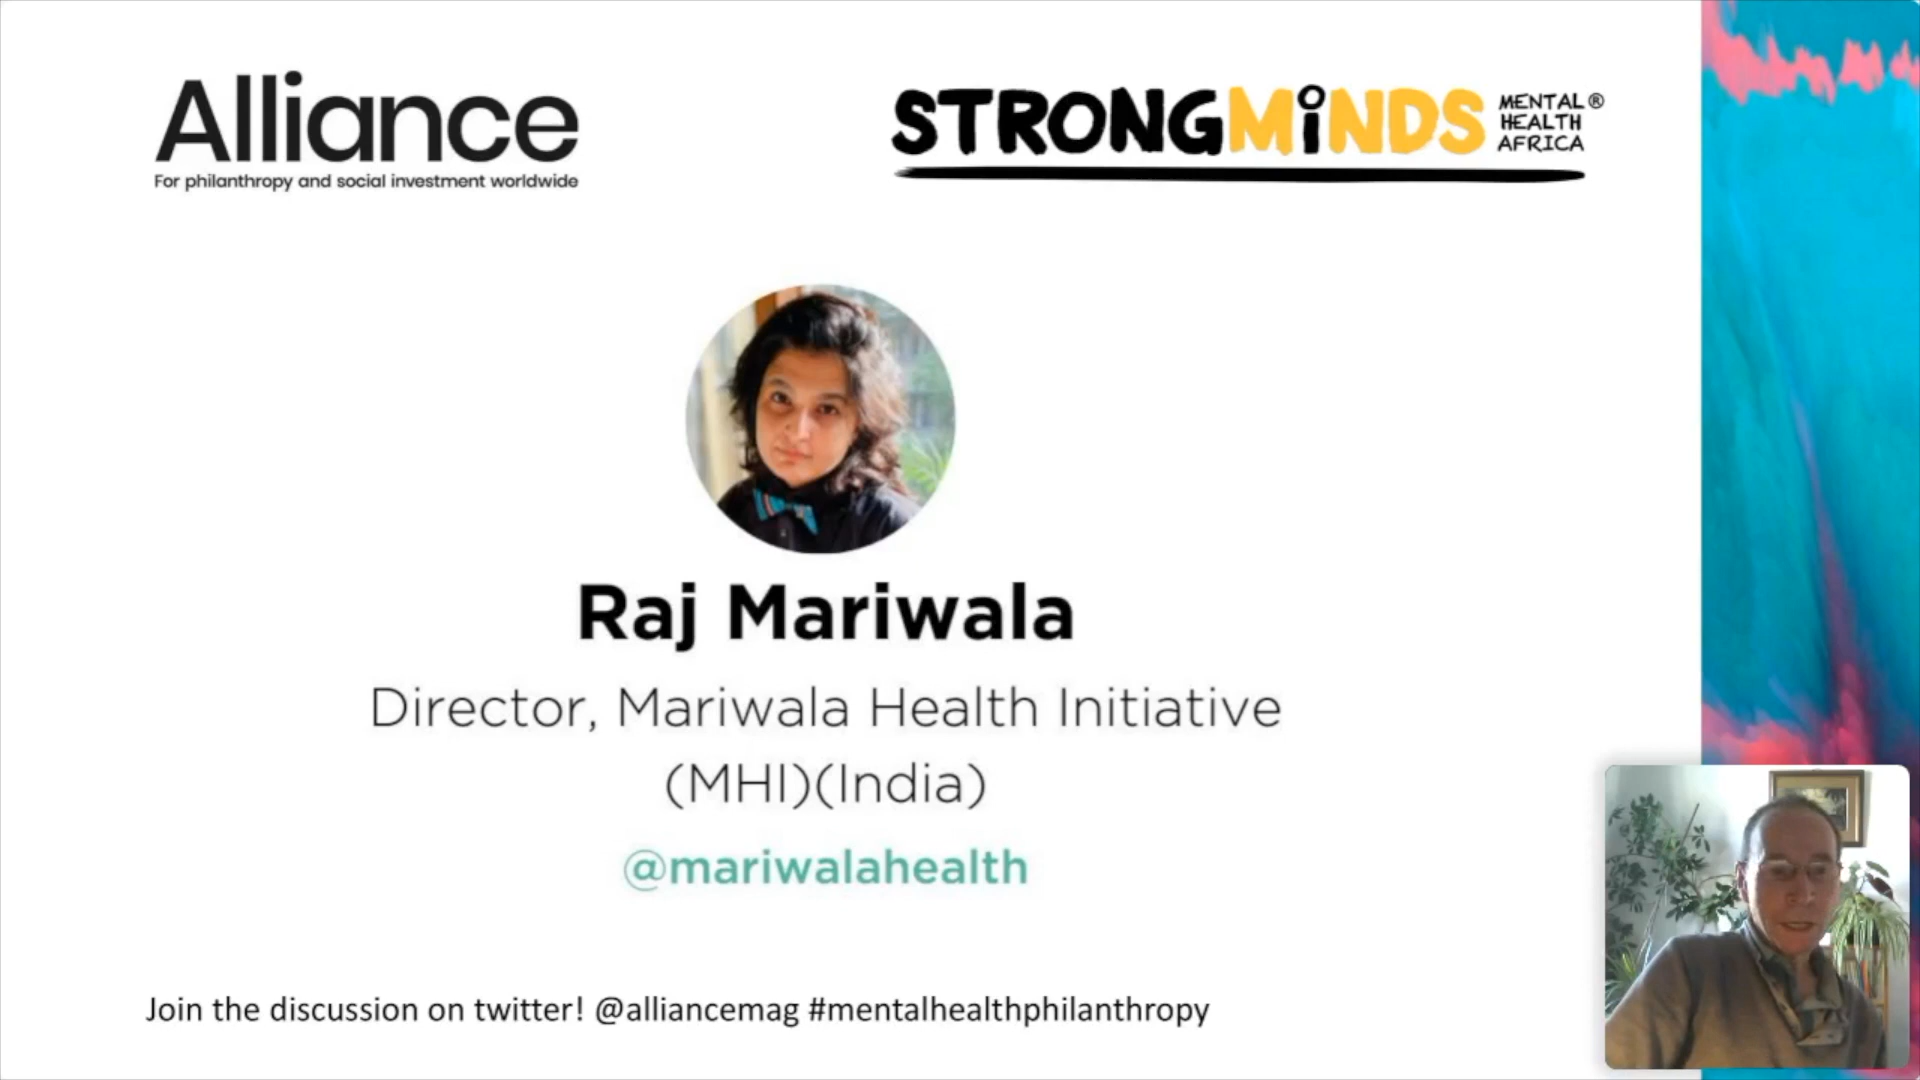 Alliance
For philanthropy and social investment worldwide
STRONGMiNDS
MENTAL®
HEALTH
AFRICA
Raj Mariwala
Director, Mariwala Health Initiative
(MHI)(India)
@mariwalahealth
Join the discussion on twitter! @alliancemag #mentalhealthphilanthropy